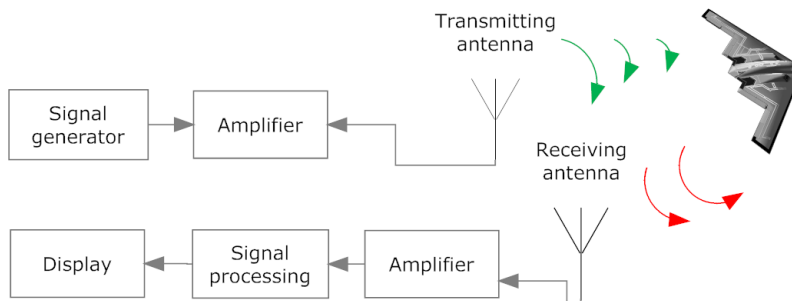 Transmitting
antenna
Signal
generator
Amplifier
Receiving
antenna
Display
Signal
processing
Amplifier